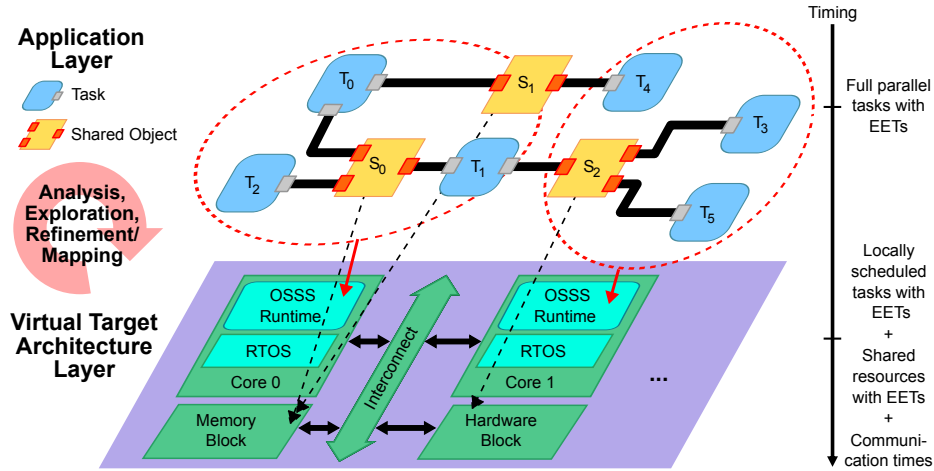 Timing
Application
Layer
Task
Shared Object
T0
S1
T4
T3
T2
S0
T1
S2
T5
Full parallel
tasks with
EETs
Analysis,
Exploration,
Refinement/
Mapping
Virtual Target
Architecture
Layer
OSSS
Runtime
RTOS
Core 0
Interconnect
OSSS
Runtime
RTOS
Core 1
...
Memory
Block
Hardware
Block
Locally
scheduled
tasks with
EETs
+
Shared
resources
with EETs
+
Communi-
cation times